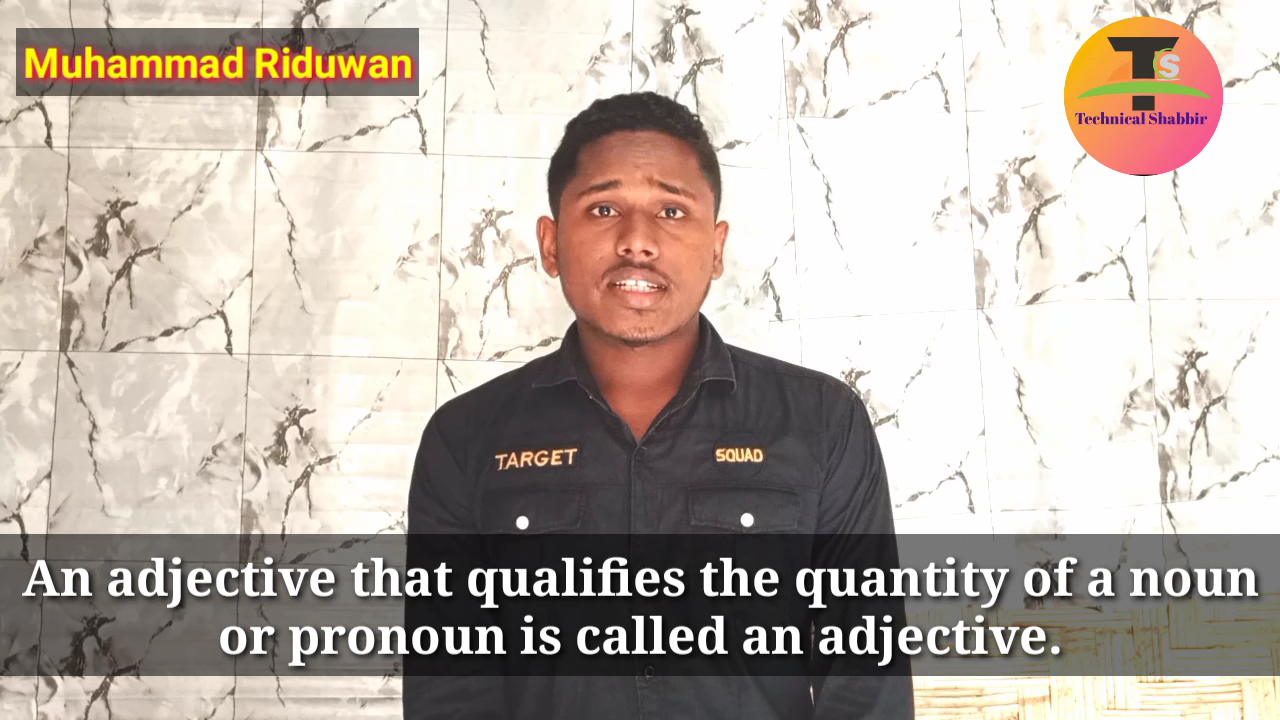 Muhammad Riduwan
TS
Technical Shabbir
TARGET
SQUAD
An adjective that qualifies the quantity of a noun
or pronoun is called an adjective.